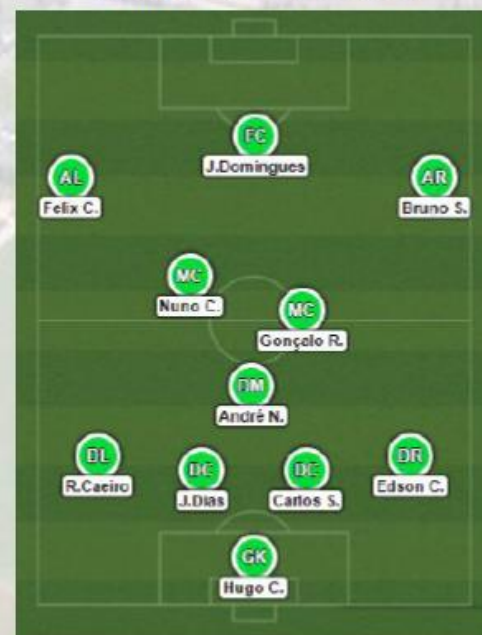 FC
J.Domingues
AL
Felix C.
AR
Bruno S.
MC
Nuno C.
MC
Gonçalo R.
DM
André N.
DL
R.Caeiro
DC
J.Dias
DC
Carlos S.
DR
Edson C.
GK
Hugo C.